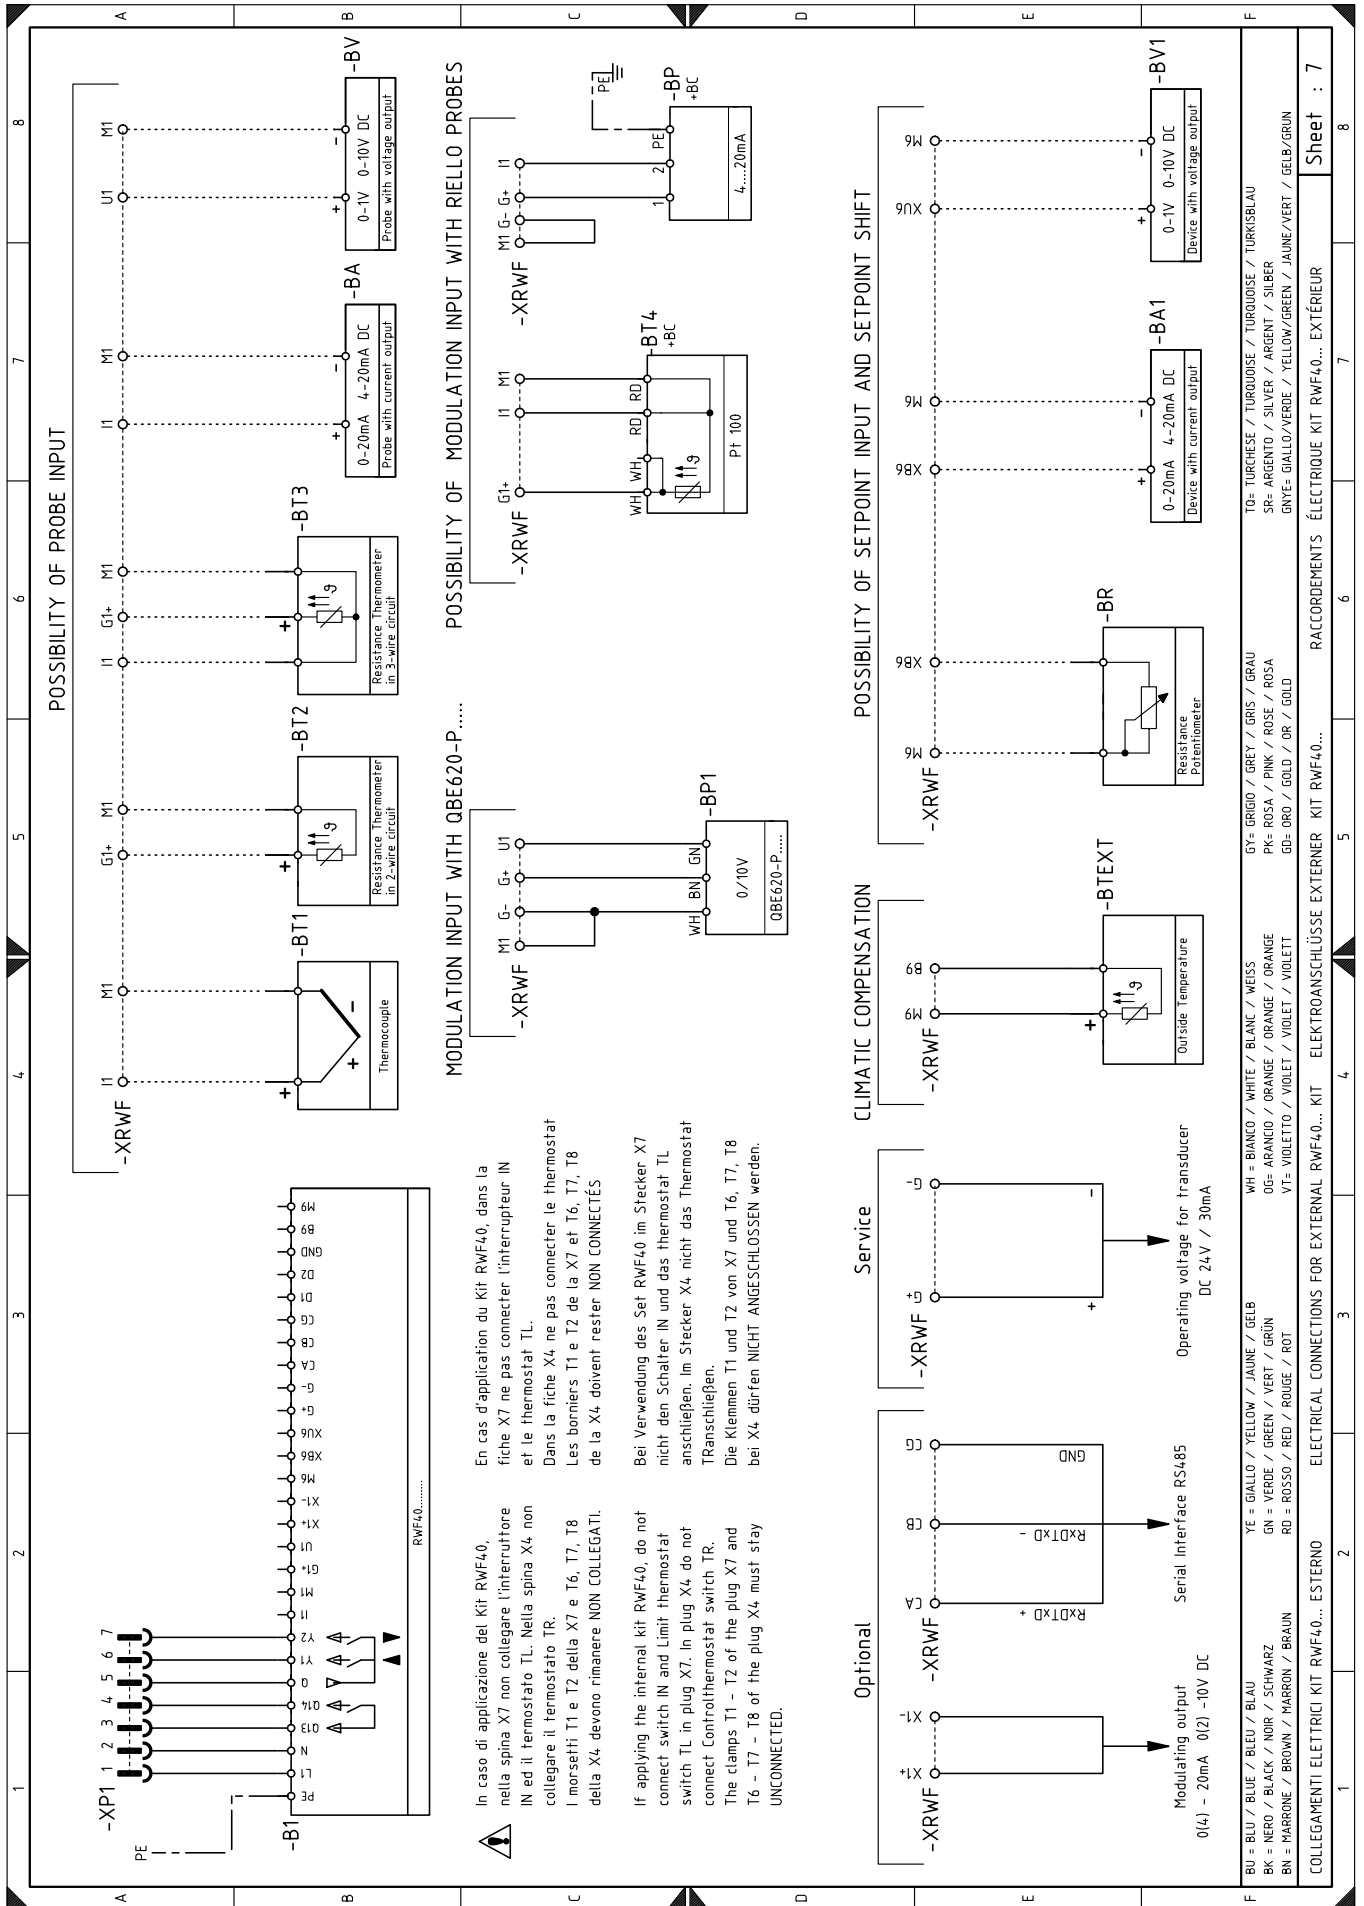 1 2 3 4 5 6 7 8
A
B
C
D
E
F
-XP1
1 2 3 4 5 6 7
PE
-B1
PE L1 N Q13 Q14 Q Y1 Y2 I1 M1 G1+ U1 X1+ X1- M6 XB6 XU6 G+ G- CA CB CG D1 D2 GND B9 M9
RWF40.........
POSSIBILITY OF PROBE INPUT
-XRWF
I1 M1 G1+ M1 I1 G1+ M1 I1 M1 U1 M1
-BT1
+
+ -
Thermocouple
-BT2
+
ϑ
Resistance Thermometer
in 2-wire circuit
-BT3
+
ϑ
Resistance Thermometer
in 3-wire circuit
-BA
+ -
0-20mA 4-20mA DC
Probe with current output
-BV
+ -
0-1V 0-10V DC
Probe with voltage output
In caso di applicazione del Kit RWF40,
nella spina X7 non collegare l'interruttore
IN ed il termostato TL. Nella spina X4 non
collegare il termostato TR.
I morsetti T1 e T2 della X7 e T6, T7, T8
della X4 devono rimanere NON COLLEGATI.
En cas d'application du Kit RWF40, dans la
fiche X7 ne pas connecter l'interrupteur IN
et le thermostat TL.
Dans la fiche X4 ne pas connecter le thermostat
Les borniers T1 e T2 de la X7 et T6, T7, T8
de la X4 doivent rester NON CONNECTÉS
If applying the internal kit RWF40, do not
connect switch IN and Limit thermostat
switch TL in plug X7. In plug X4 do not
connect Controlthermostat switch TR.
The clamps T1 - T2 of the plug X7 and
T6 - T7 - T8 of the plug X4 must stay
UNCONNECTED.
Bei Verwendung des Set RWF40 im Stecker X7
nicht den Schalter IN und das thermostat TL
anschließen. Im Stecker X4 nicht das Thermostat
TRanschließen.
Die Klemmen T1 und T2 von X7 und T6, T7, T8
bei X4 dürfen NICHT ANGESCHLOSSEN werden.
MODULATION INPUT WITH QBE620-P.....
-XRWF
M1 G- G+ U1
WH BN GN
-BP1
0/10V
QBE620-P.....
POSSIBILITY OF MODULATION INPUT WITH RIELLO PROBES
-XRWF
G1+ I1 M1
WH WH RD RD
-BT4
+BC
ϑ
Pt 100
-XRWF
M1 G- G+ I1
1 2 PE
PE
-BP
+BC
4....20mA
Optional
-XRWF
X1+ X1-
Modulating output
0(4) - 20mA 0(2) -10V DC
-XRWF
CA CB CG
RxDTxD + RxDTxD - GND
Serial Interface RS485
Service
-XRWF
G+ G-
+ -
Operating voltage for transducer
DC 24V / 30mA
CLIMATIC COMPENSATION
-XRWF
M9 B9
-BTEXT
+
ϑ
Outside Temperature
POSSIBILITY OF SETPOINT INPUT AND SETPOINT SHIFT
-XRWF
M6 XB6 XB6 M6 XU6 M6
-BR
Resistance
Potentiometer
-BA1
+ -
0-20mA 4-20mA DC
Device with current output
-BV1
+ -
0-1V 0-10V DC
Device with voltage output
BU = BLU / BLUE / BLEU / BLAU
BK = NERO / BLACK / NOIR / SCHWARZ
BN = MARRONE / BROWN / MARRON / BRAUN
YE = GIALLO / YELLOW / JAUNE / GELB
GN = VERDE / GREEN / VERT / GRÜN
RD = ROSSO / RED / ROUGE / ROT
WH = BIANCO / WHITE / BLANC / WEISS
OG= ARANCIO / ORANGE / ORANGE / ORANGE
VT= VIOLETTO / VIOLET / VIOLET / VIOLETT
GY= GRIGIO / GREY / GRIS / GRAU
PK= ROSA / PINK / ROSE / ROSA
GD= ORO / GOLD / OR / GOLD
TQ= TURCHESE / TURQUOISE / TURQUOISE / TURKISBLAU
SR= ARGENTO / SILVER / ARGENT / SILBER
GNYE= GIALLO/VERDE / YELLOW/GREEN / JAUNE/VERT / GELB/GRUN
COLLEGAMENTI ELETTRICI KIT RWF40... ESTERNO ELECTRICAL CONNECTIONS FOR EXTERNAL RWF40... KIT ELEKTROANSCHLÜSSE EXTERNER KIT RWF40... RACCORDEMENTS ÉLECTRIQUE KIT RWF40... EXTÉRIEUR
Sheet : 7
1 2 3 4 5 6 7 8
A
B
C
D
E
F